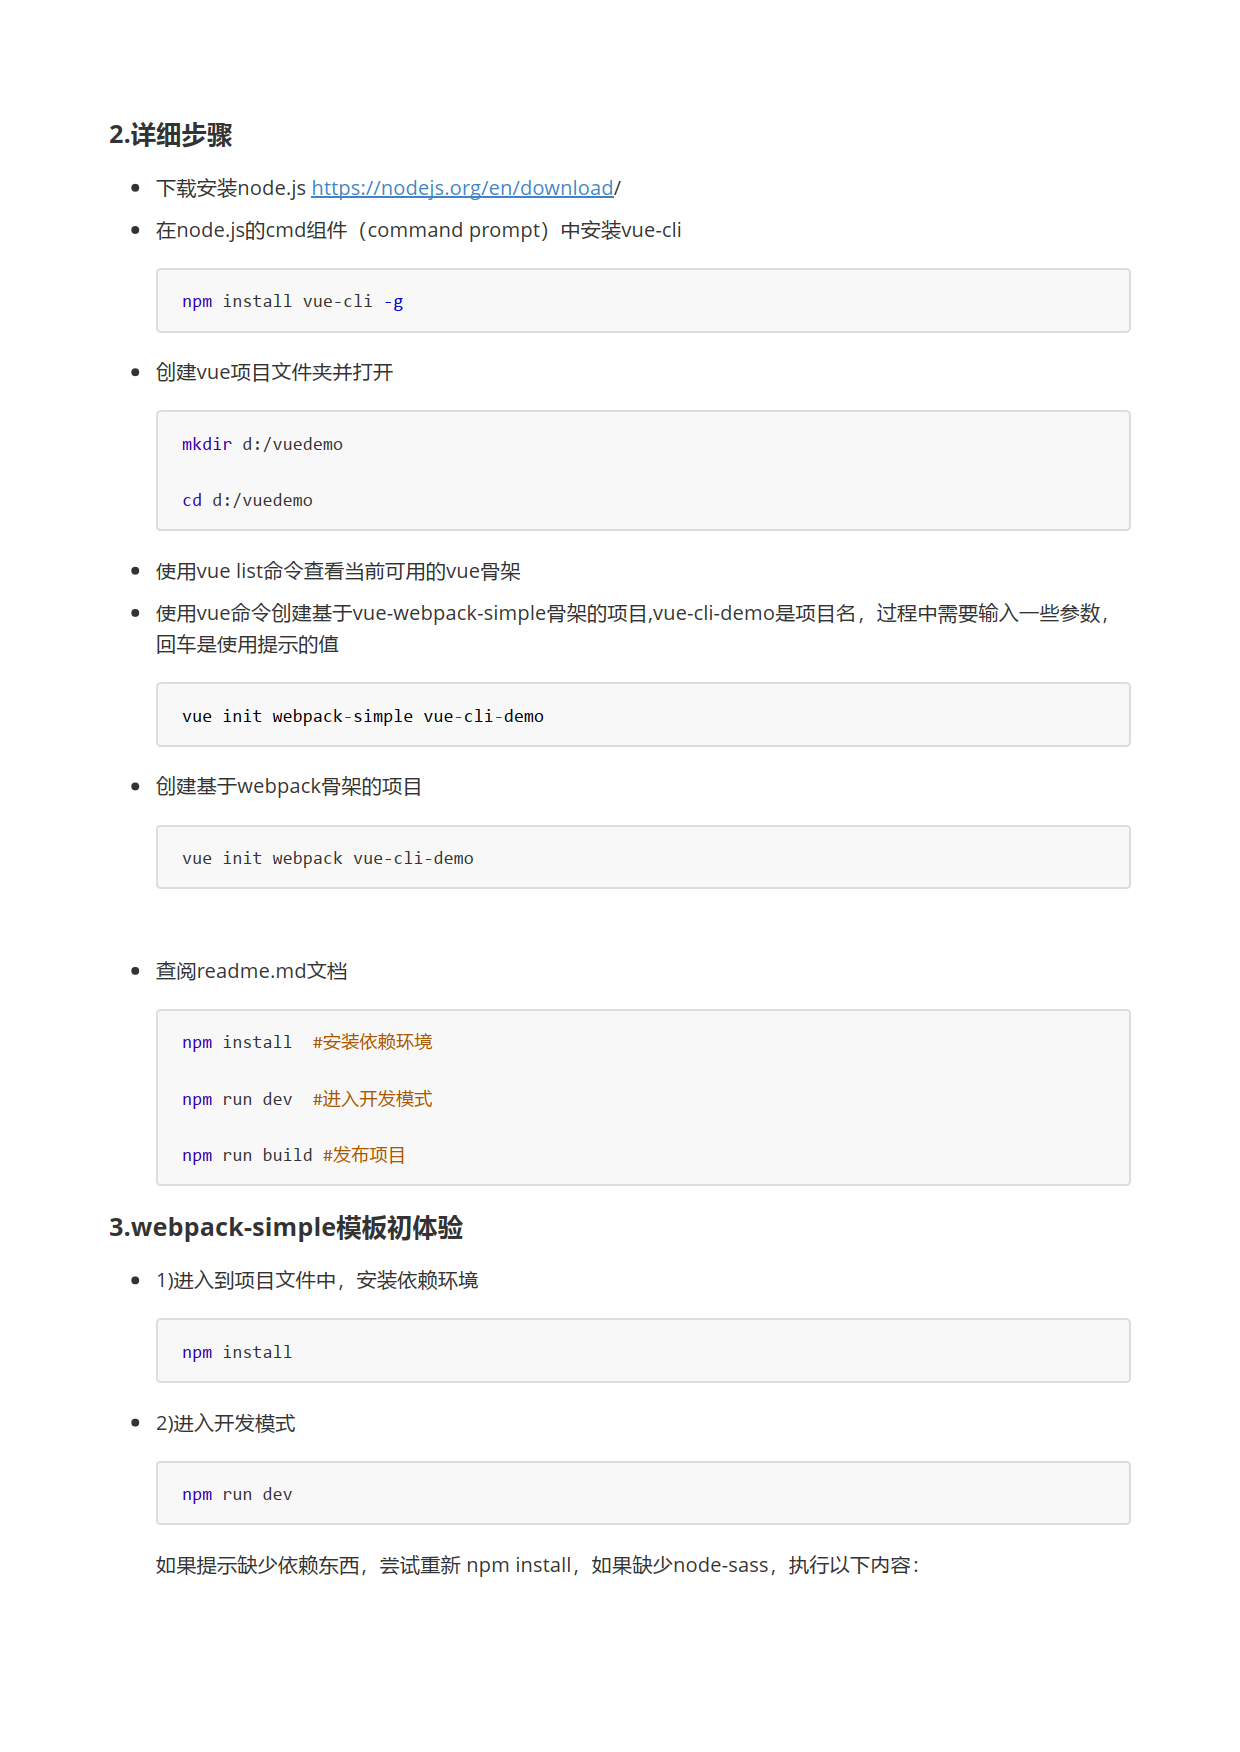 2.详细步骤
下载安装node.js https://nodejs.org/en/download/
在node.js的cmd组件（command prompt）中安装vue-cli
npm install vue-cli -g
创建vue项目文件夹并打开
mkdir d:/vuedemo
cd d:/vuedemo
使用vue list命令查看当前可用的vue骨架
使用vue命令创建基于vue-webpack-simple骨架的项目,vue-cli-demo是项目名，过程中需要输入一些参数，
回车是使用提示的值
vue init webpack-simple vue-cli-demo
创建基于webpack骨架的项目
vue init webpack vue-cli-demo
查阅readme.md文档
npm install  #安装依赖环境
npm run dev  #进入开发模式
npm run build #发布项目
3.webpack-simple模板初体验
1)进入到项目文件中，安装依赖环境
npm install
2)进入开发模式
npm run dev
如果提示缺少依赖东西，尝试重新 npm install，如果缺少node-sass，执行以下内容：